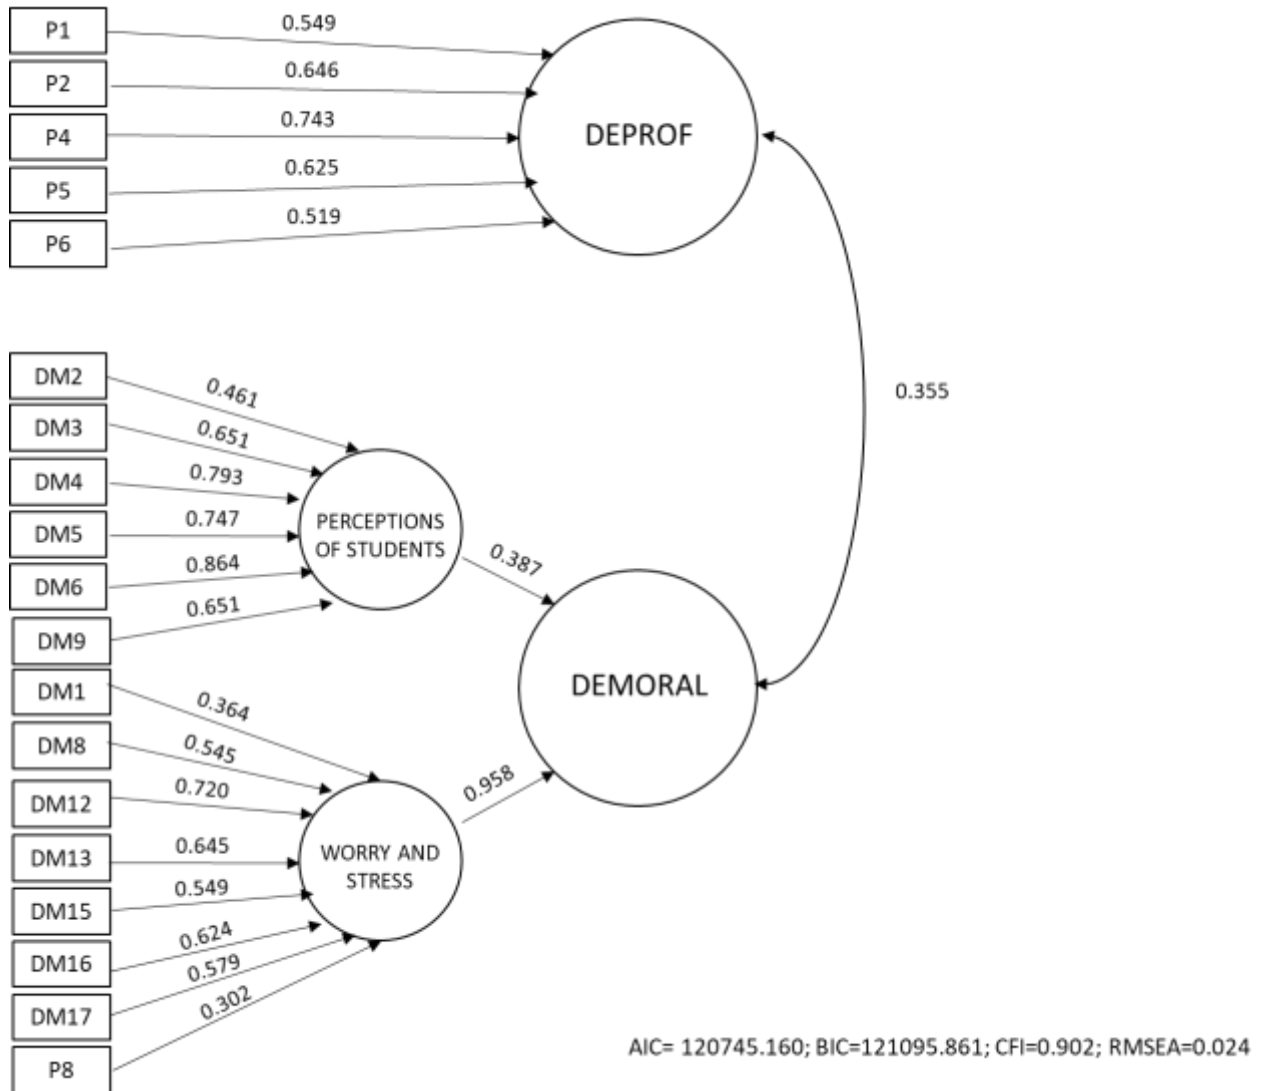 P1
0.549
P2
0.646
P4
0.743
P5
0.625
P6
0.519
DEPROF
0.355
DM2
0.461
DM3
0.651
DM4
0.793
DM5
0.747
DM6
0.864
DM9
0.651
PERCEPTIONS
OF STUDENTS
0.387
DEMORAL
DM1
0.364
DM8
0.545
DM12
0.720
DM13
0.645
DM15
0.549
DM16
0.624
DM17
0.579
P8
0.302
WORRY AND
STRESS
0.958
AIC= 120745.160; BIC=121095.861; CFI=0.902; RMSEA=0.024